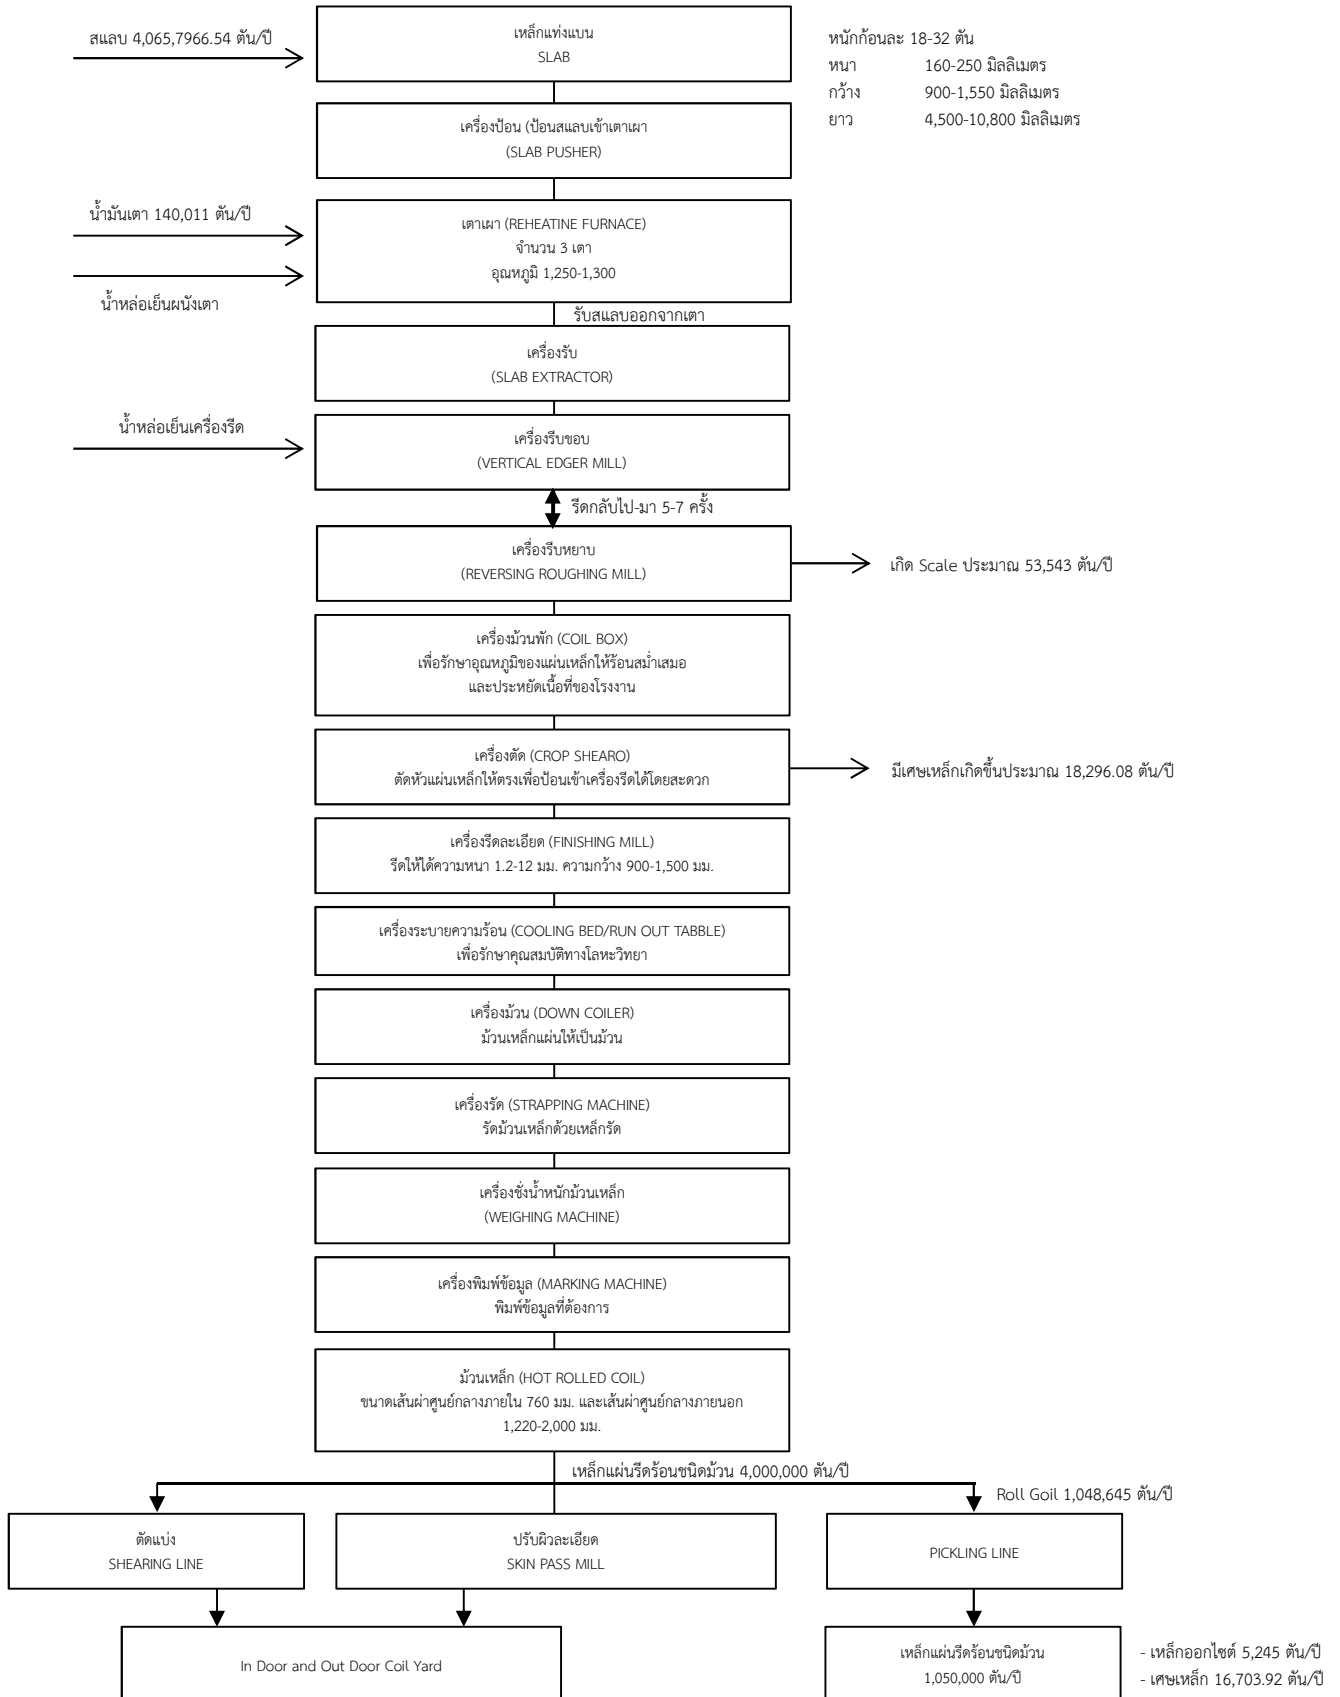 สแลบ 4,065,7966.54 ตัน/ปี
เหล็กแท่งแบน
SLAB
หนักก้อนละ 18-32 ตัน
หนา 160-250 มิลลิเมตร
กว้าง 900-1,550 มิลลิเมตร
ยาว 4,500-10,800 มิลลิเมตร
เครื่องป้อน (ป้อนสแลบเข้าเตาเผา
(SLAB PUSHER)
น้ำมันเตา 140,011 ตัน/ปี
น้ำหล่อเย็นผนังเตา
เตาเผา (REHEATINE FURNACE)
จำนวน 3 เตา
อุณหภูมิ 1,250-1,300
รับสแลบออกจากเตา
เครื่องรับ
(SLAB EXTRACTOR)
น้ำหล่อเย็นเครื่องรีด
เครื่องรีบขอบ
(VERTICAL EDGER MILL)
รีดกลับไป-มา 5-7 ครั้ง
เครื่องรีบหยาบ
(REVERSING ROUGHING MILL)
เกิด Scale ประมาณ 53,543 ตัน/ปี
เครื่องม้วนพัก (COIL BOX)
เพื่อรักษาอุณหภูมิของแผ่นเหล็กให้ร้อนสม่ำเสมอ
และประหยัดเนื้อที่ของโรงงาน
เครื่องตัด (CROP SHEARO)
ตัดหัวแผ่นเหล็กให้ตรงเพื่อป้อนเข้าเครื่องรีดได้โดยสะดวก
มีเศษเหล็กเกิดขึ้นประมาณ 18,296.08 ตัน/ปี
เครื่องรีดละเอียด (FINISHING MILL)
รีดให้ได้ความหนา 1.2-12 มม. ความกว้าง 900-1,500 มม.
เครื่องระบายความร้อน (COOLING BED/RUN OUT TABBLE)
เพื่อรักษาคุณสมบัติทางโลหะวิทยา
เครื่องม้วน (DOWN COILER)
ม้วนเหล็กแผ่นให้เป็นม้วน
เครื่องรัด (STRAPPING MACHINE)
รัดม้วนเหล็กด้วยเหล็กรัด
เครื่องชั่งน้ำหนักม้วนเหล็ก
(WEIGHING MACHINE)
เครื่องพิมพ์ข้อมูล (MARKING MACHINE)
พิมพ์ข้อมูลที่ต้องการ
ม้วนเหล็ก (HOT ROLLED COIL)
ขนาดเส้นผ่าศูนย์กลางภายใน 760 มม. และเส้นผ่าศูนย์กลางภายนอก
1,220-2,000 มม.
เหล็กแผ่นรีดร้อนชนิดม้วน 4,000,000 ตัน/ปี
Roll Goil 1,048,645 ตัน/ปี
ตัดแบ่ง
SHEARING LINE
ปรับผิวละเอียด
SKIN PASS MILL
PICKLING LINE
In Door and Out Door Coil Yard
เหล็กแผ่นรีดร้อนชนิดม้วน
1,050,000 ตัน/ปี
- เหล็กออกไซต์ 5,245 ตัน/ปี
- เศษเหล็ก 16,703.92 ตัน/ปี